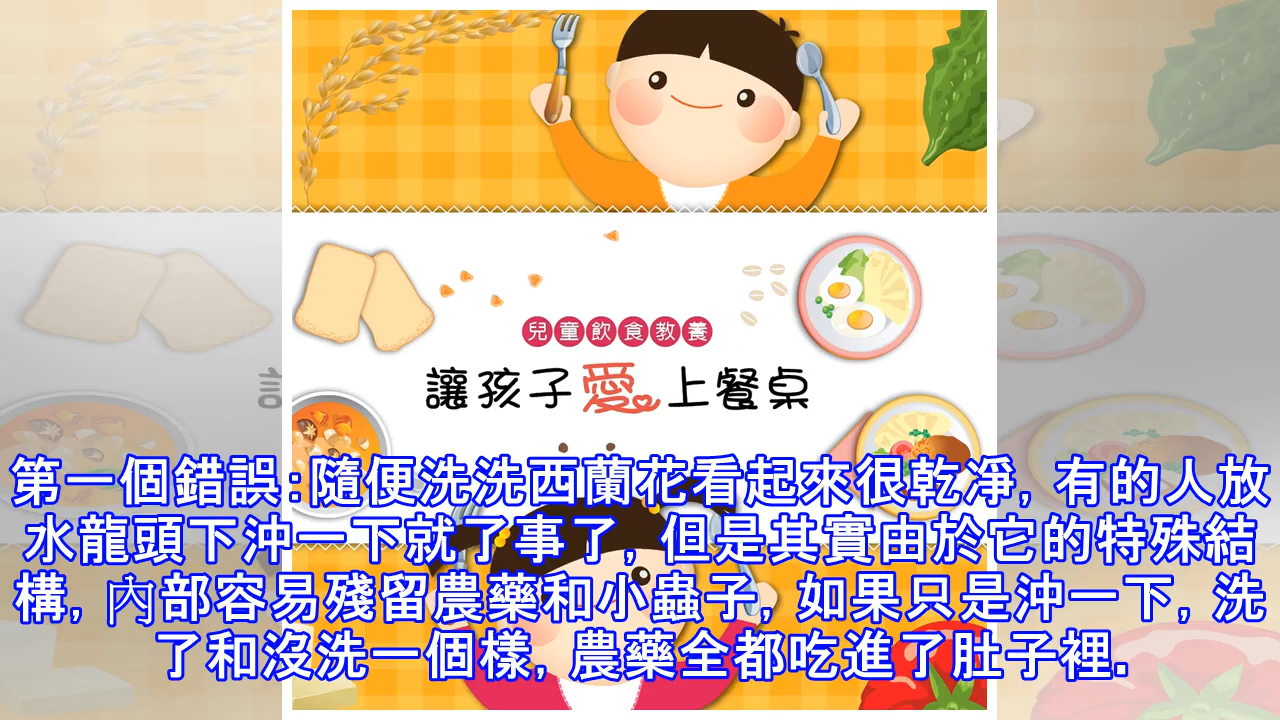 兒童飲食教養
讓孩子愛上餐桌
第一個錯誤:隨便洗洗西蘭花看起來很乾淨, 有的人放
水龍頭下沖一下就了事了, 但是其實由於它的特殊結
構, 內部容易殘留農藥和小蟲子, 如果只是沖一下, 洗
了和沒洗一個樣, 農藥全都吃進了肚子裡.